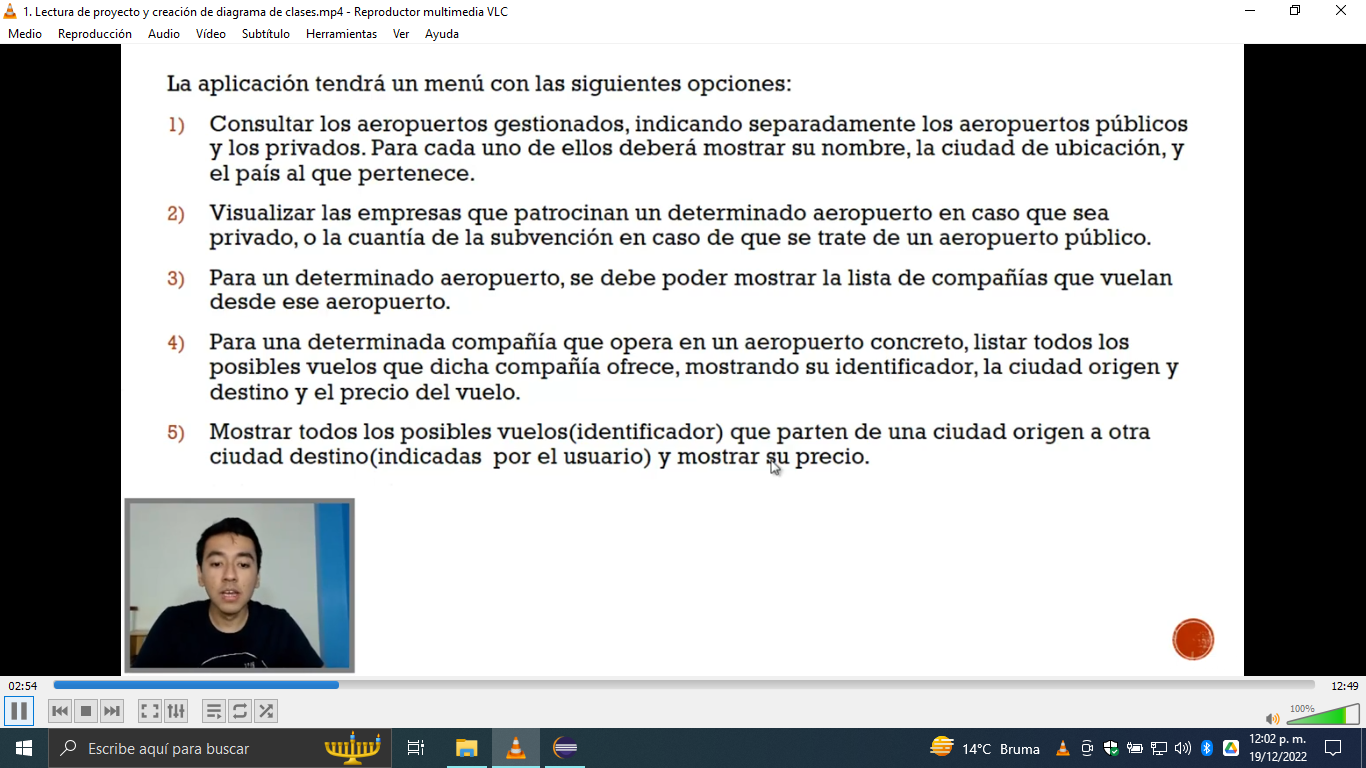 1. Lectura de proyecto y creación de diagrama de clases.mp4 - Reproductor multimedia VLC
Medio Reproducción Audio Vídeo Subtítulo Herramientas Ver Ayuda
La aplicación tendrá un menú con las siguientes opciones:
1) Consultar los aeropuertos gestionados, indicando separadamente los aeropuertos públicos
y los privados. Para cada uno de ellos deberá mostrar su nombre, la ciudad de ubicación, y
el país al que pertenece.
2) Visualizar las empresas que patrocinan un determinado aeropuerto en caso que sea
privado, o la cuantía de la subvención en caso de que se trate de un aeropuerto público.
3) Para un determinado aeropuerto, se debe poder mostrar la lista de compañías que vuelan
desde ese aeropuerto.
4) Para una determinada compañía que opera en un aeropuerto concreto, listar todos los
posibles vuelos que dicha compañía ofrece, mostrando su identificador, la ciudad origen y
destino y el precio del vuelo.
5) Mostrar todos los posibles vuelos(identificador) que parten de una ciudad origen a otra
ciudad destino(indicadas por el usuario) y mostrar su precio.
02:54 12:49
100%
Escribe aquí para buscar
14°C Bruma
12:02 p. m.
19/12/2022